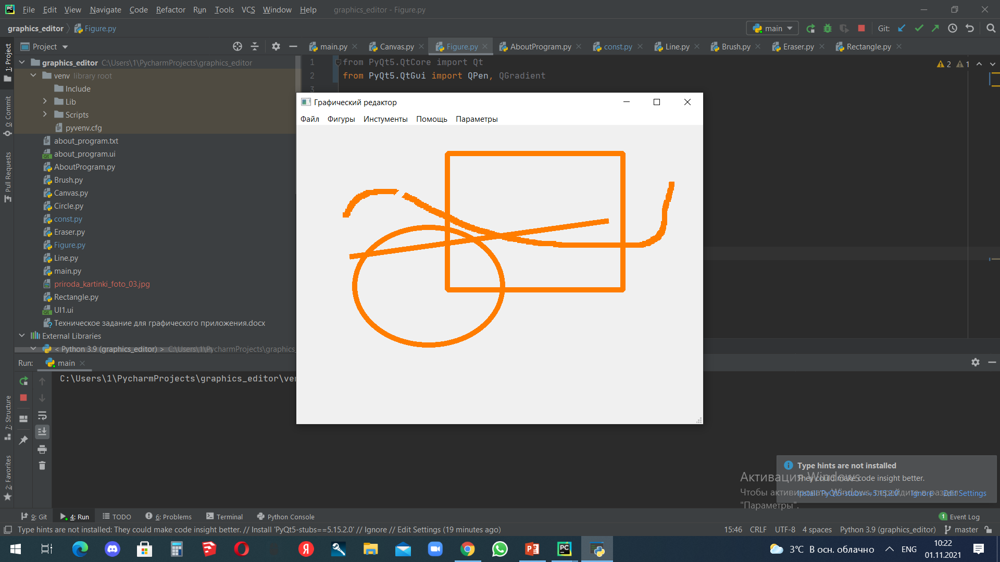 File Edit View Navigate Code Refactor Run Tools VCS Window Help graphics_editor - Figure.py
graphics_editor Figure.py main Git:
1: Project
0: Commit
Pull Requests
7: Structure
2: Favorites
Project
main.py Canvas.py Figure.py AboutProgram.py const.py Line.py Brush.py Eraser.py Rectangle.py
graphics_editor C:\Users\1\PycharmProjects\graphics_editor
venv library root
Include
Lib
Scripts
pyvenv.cfg
about_program.txt
about_program.ui
AboutProgram.py
Brush.py
Canvas.py
Circle.py
const.py
Eraser.py
Figure.py
Line.py
main.py
priroda_kartinki_foto_03.jpg
Rectangle.py
UI1.ui
Техническое задание для графического приложения.docx
External Libraries
< Python 3.9 (graphics_editor) > C:\Users\1\PycharmProjects\graphics_
1 from PyQt5.QtCore import Qt
2 from PyQt5.QtGui import QPen, QGradient
3
2 1
Графический редактор
Файл Фигуры Инстументы Помощь Параметры
Run: main
C:\Users\1\PycharmProjects\graphics_editor\ve
Type hints are not installed
They could make code insight better.
Install 'PyQt5-stubs==5.15.2.0' Ignore Edit Settings
Активация Windows
Чтобы активировать Windows, перейдите в раздел
"Параметры".
9: Git 4: Run TODO 6: Problems Terminal Python Console 1 Event Log
Type hints are not installed: They could make code insight better. // Install 'PyQt5-stubs==5.15.2.0' // Ignore // Edit Settings (19 minutes ago) 15:46 CRLF UTF-8 4 spaces Python 3.9 (graphics_editor) master
3°C В осн. облачно ENG 10:22
01.11.2021